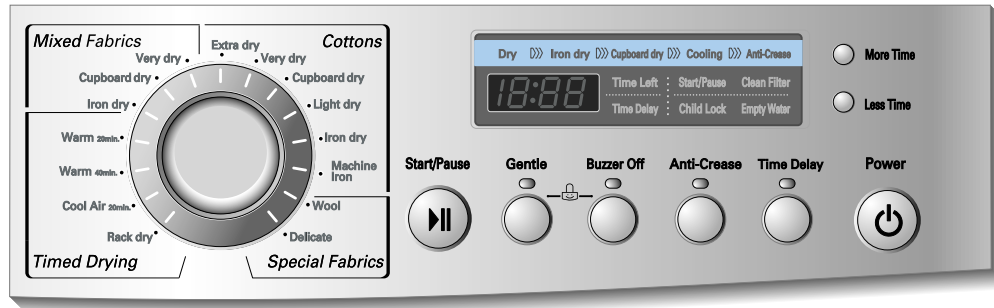 Mixed Fabrics
Cottons
Extra dry
Very dry
Very dry
Cupboard dry
Cupboard dry
Iron dry
Light dry
Warm 20min.
Iron dry
Warm 40min.
Machine
Iron
Cool Air 20min.
Wool
Rack dry
Delicate
Timed Drying
Special Fabrics
Dry Iron dry Cupboard dry Cooling Anti-Crease
18:88
Time Left Start/Pause Clean Filter
Time Delay Child Lock Empty Water
More Time
Less Time
Start/Pause
Gentle
Buzzer Off
Anti-Crease
Time Delay
Power